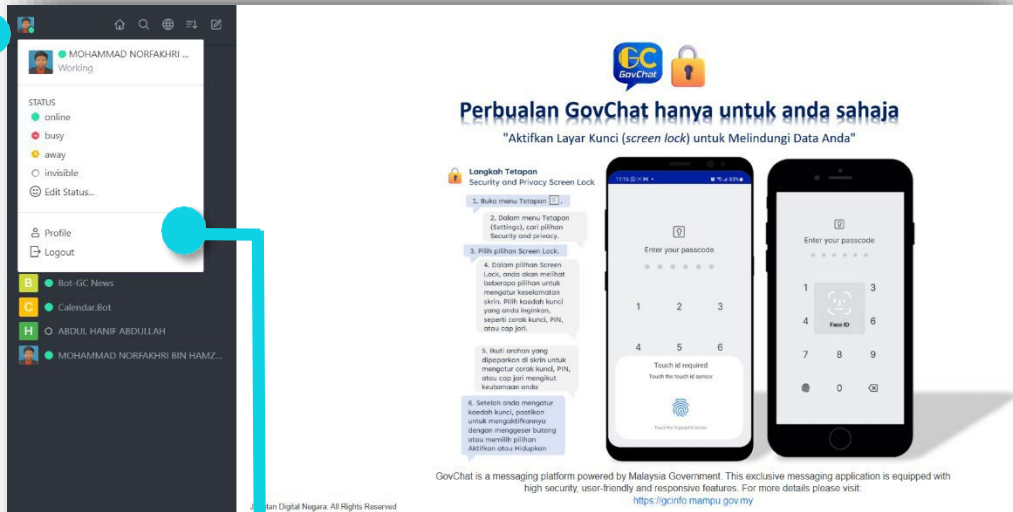 MOHAMMAD NORFAKHRI ...
Working
STATUS
online
busy
away
invisible
Edit Status...
Profile
Logout
B Bot-GC News
C Calendar.Bot
H ABDUL HANIF ABDULLAH
MOHAMMAD NORFAKHRI BIN HAMZ...
GC
GovChat
Perbualan GovChat hanya untuk anda sahaja
"Aktifkan Layar Kunci (screen lock) untuk Melindungi Data Anda"
Langkah Tetapan
Security and Privacy Screen Lock
1. Buka menu Tetapan .
2. Dalam menu Tetapan
(Settings), cari pilihan
Security and privacy.
3. Pilih pilihan Screen Lock.
4. Dalam pilihan Screen
Lock, anda akan melihat
beberapa pilihan untuk
mengatur keselamatan
skrin. Pilih kaedah kunci
yang anda inginkan,
seperti corak kunci, PIN,
atau cap jari.
5. Ikuti arahan yang
dipaparkan di skrin untuk
mengatur corak kunci, PIN,
atau cap jari mengikut
keutamaan anda
6. Setelah anda mengatur
kaedah kunci, pastikan
untuk mengaktifkannya
dengan menggeser butang
atau memilih pilihan
Aktifkan atau Hidupkan
11:16
83%
Enter your passcode
1 2 3
4 5 6
Touch id required
Touch the touch id sensor
Touch the fingerprint sensor
Enter your passcode
1 3
4 Face ID 6
7 8 9
0
GovChat is a messaging platform powered by Malaysia Government. This exclusive messaging application is equipped with
high security, user-friendly and responsive features. For more details please visit:
https://gcinfo.mampu.gov.my
Digital Negara. All Rights Reserved